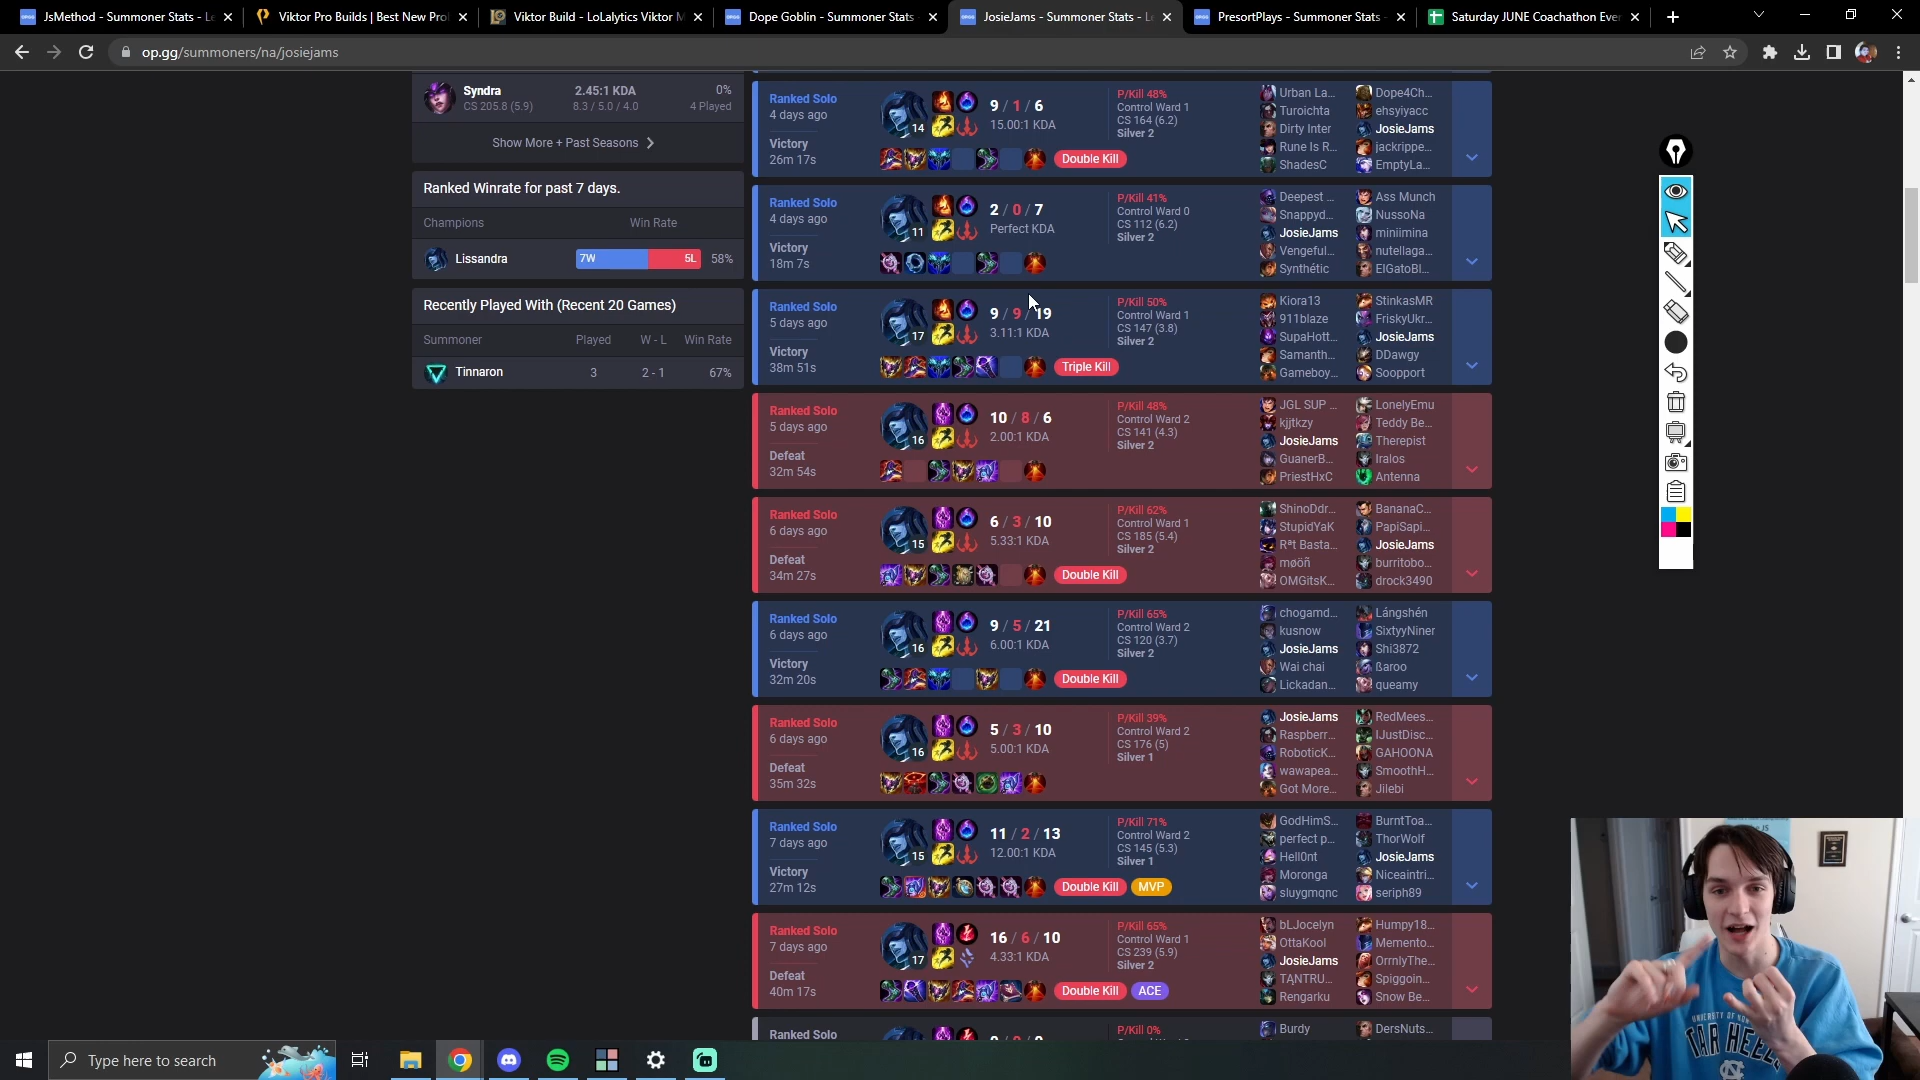 JsMethod - Summoner Stats - Le
Viktor Pro Builds | Best New Pro
Viktor Build - LoLalytics Viktor M
Dope Goblin - Summoner Stats
JosieJams - Summoner Stats - Le
PresortPlays - Summoner Stats
Saturday JUNE Coachathon Even
op.gg/summoners/na/josiejams
Syndra
CS 205.8 (5.9)
2.45:1 KDA
8.3 / 5.0 / 4.0
0%
4 Played
Show More + Past Seasons
Ranked Winrate for past 7 days.
Champions Win Rate
Lissandra 7W 5L 58%
Recently Played With (Recent 20 Games)
Summoner Played W - L Win Rate
Tinnaron 3 2 - 1 67%
Ranked Solo
4 days ago
Victory
26m 17s
14
9 / 1 / 6
15.00:1 KDA
Double Kill
P/Kill 48%
Control Ward 1
CS 164 (6.2)
Silver 2
Urban La... Dope4Ch...
Turoichta ehsyiyacc
Dirty Inter JosieJams
Rune Is R... jackrippe...
ShadesC EmptyLa...
Ranked Solo
4 days ago
Victory
18m 7s
11
2 / 0 / 7
Perfect KDA
P/Kill 41%
Control Ward 0
CS 112 (6.2)
Silver 2
Deepest ... Ass Munch
Snappyd... NussoNa
JosieJams miniimina
Vengeful... nutellaga...
Synthétic ElGatoBl...
Ranked Solo
5 days ago
Victory
38m 51s
17
9 / 9 / 19
3.11:1 KDA
Triple Kill
P/Kill 50%
Control Ward 1
CS 147 (3.8)
Silver 2
Kiora13 StinkasMR
911blaze FriskyUkr...
SupaHott... JosieJams
Samanth... DDawgy
Gameboy... Soopport
Ranked Solo
5 days ago
Defeat
32m 54s
16
10 / 8 / 6
2.00:1 KDA
P/Kill 48%
Control Ward 2
CS 141 (4.3)
Silver 2
JGL SUP ... LonelyEmu
kjjtkzy Teddy Be...
JosieJams Therepist
GuanerB... Iralos
PriestHxC Antenna
Ranked Solo
6 days ago
Defeat
34m 27s
15
6 / 3 / 10
5.33:1 KDA
Double Kill
P/Kill 62%
Control Ward 1
CS 185 (5.4)
Silver 2
ShinoDdr... BananaC...
StupidYaK PapiSapi...
Rªt Basta... JosieJams
møöñ burritobo...
OMGitsK... drock3490
Ranked Solo
6 days ago
Victory
32m 20s
16
9 / 5 / 21
6.00:1 KDA
Double Kill
P/Kill 65%
Control Ward 2
CS 120 (3.7)
Silver 2
chogamd... Lángshén
kusnow SixtyyNiner
JosieJams Shi3872
Wai chai ßaroo
Lickadan... queamy
Ranked Solo
6 days ago
Defeat
35m 32s
16
5 / 3 / 10
5.00:1 KDA
P/Kill 39%
Control Ward 2
CS 176 (5)
Silver 1
JosieJams RedMees...
Raspberr... IJustDisc...
RoboticK... GAHOONA
wawapea... SmoothH...
Got More... Jilebi
Ranked Solo
7 days ago
Victory
27m 12s
15
11 / 2 / 13
12.00:1 KDA
Double Kill MVP
P/Kill 71%
Control Ward 2
CS 145 (5.3)
Silver 1
GodHimS... BurntToa...
perfect p... ThorWolf
Hell0nt JosieJams
Moronga Niceaintri...
sluygmqnc seriph89
Ranked Solo
7 days ago
Defeat
40m 17s
17
16 / 6 / 10
4.33:1 KDA
Double Kill ACE
P/Kill 65%
Control Ward 1
CS 239 (5.9)
Silver 2
bLJocelyn Humpy18...
OttaKool Memento...
JosieJams OrrnlyThe...
TĄNTRU... Spiggoin...
Rengarku Snow Be...
Ranked Solo
P/Kill 0%
Burdy DersNuts...
Type here to search
TAR HEEL